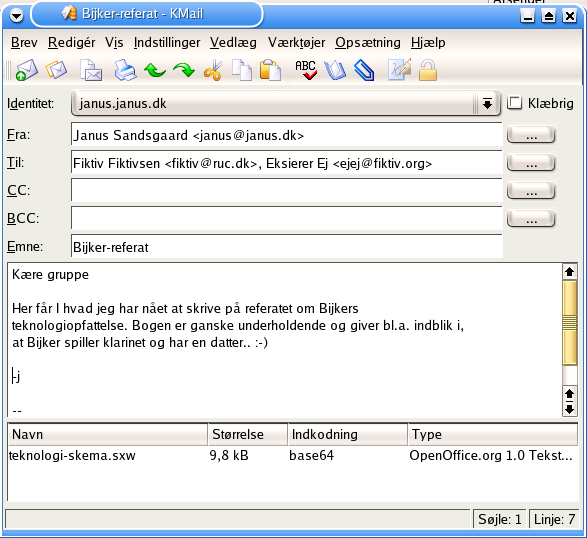 Bijker-referat - KMail
Brev Redigér Vis Indstillinger Vedlæg Værktøjer Opsætning Hjælp
ABC
Identitet: janus.janus.dk Klæbrig
Fra: Janus Sandsgaard <janus@janus.dk> ...
Til: Fiktiv Fiktivsen <fiktiv@ruc.dk>, Eksierer Ej <ejej@fiktiv.org> ...
CC: ...
BCC: ...
Emne: Bijker-referat
Kære gruppe
Her får I hvad jeg har nået at skrive på referatet om Bijkers
teknologiopfattelse. Bogen er ganske underholdende og giver bl.a. indblik i,
at Bijker spiller klarinet og har en datter.. :-)
-j
--
Navn Størrelse Indkodning Type
teknologi-skema.sxw 9,8 kB base64 OpenOffice.org 1.0 Tekst...
Søjle: 1 Linje: 7